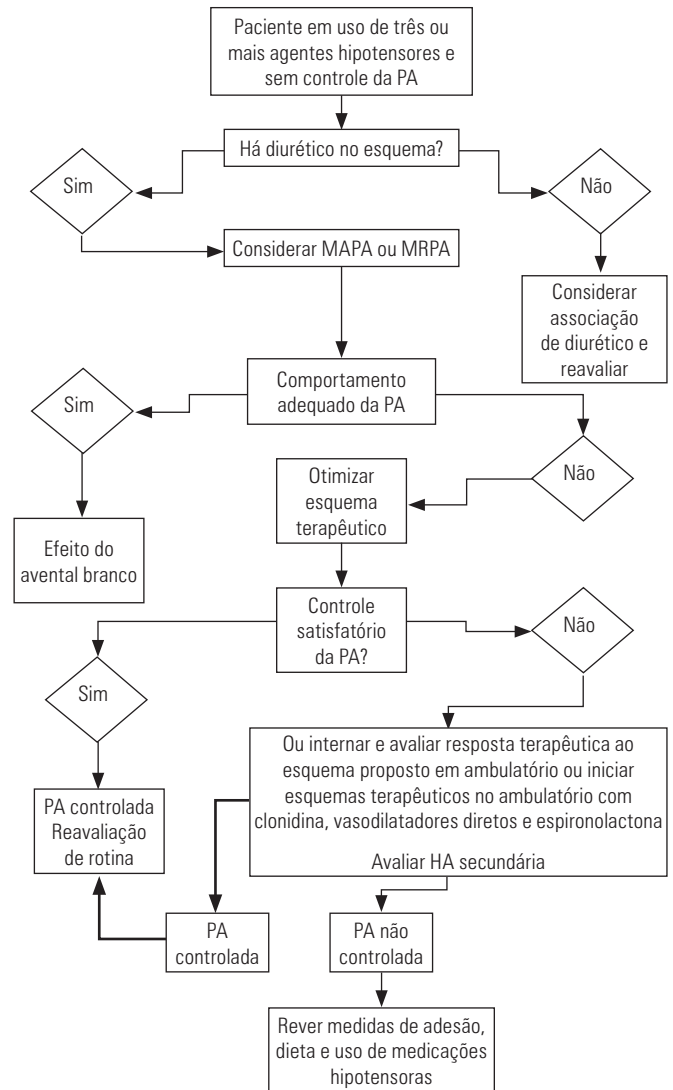 Paciente em uso de três ou
mais agentes hipotensores e
sem controle da PA
Há diurético no esquema?
Sim
Não
Considerar MAPA ou MRPA
Considerar
associação
de diurético e
reavaliar
Comportamento
adequado da PA
Sim
Não
Otimizar
esquema
terapêutico
Efeito do
avental branco
Controle
satisfatório
da PA?
Não
Sim
Ou internar e avaliar resposta terapêutica ao
esquema proposto em ambulatório ou iniciar
esquemas terapêuticos no ambulatório com
clonidina, vasodilatadores diretos e espironolactona
Avaliar HA secundária
PA controlada
Reavaliação
de rotina
PA
controlada
PA não
controlada
Rever medidas de adesão,
dieta e uso de medicações
hipotensoras